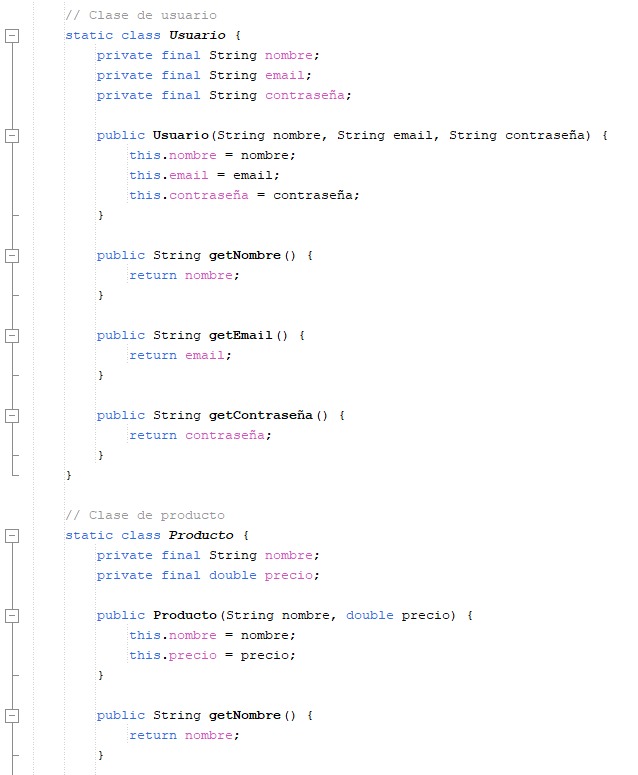 // Clase de usuario
static class Usuario {
private final String nombre;
private final String email;
private final String contraseña;
public Usuario(String nombre, String email, String contraseña) {
this.nombre = nombre;
this.email = email;
this.contraseña = contraseña;
}
public String getNombre() {
return nombre;
}
public String getEmail() {
return email;
}
public String getContraseña() {
return contraseña;
}
}
// Clase de producto
static class Producto {
private final String nombre;
private final double precio;
public Producto(String nombre, double precio) {
this.nombre = nombre;
this.precio = precio;
}
public String getNombre() {
return nombre;
}